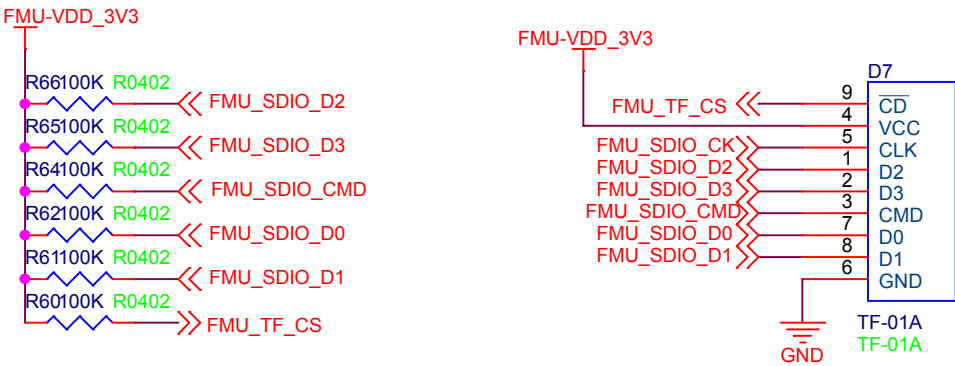 FMU-VDD_3V3
R66100K R0402
FMU_SDIO_D2
R65100K R0402
FMU_SDIO_D3
R64100K R0402
FMU_SDIO_CMD
R62100K R0402
FMU_SDIO_D0
R61100K R0402
FMU_SDIO_D1
R60100K R0402
FMU_TF_CS
FMU-VDD_3V3
D7
FMU_TF_CS 9 CD
4 VCC
FMU_SDIO_CK 5 CLK
FMU_SDIO_D2 1 D2
FMU_SDIO_D3 2 D3
FMU_SDIO_CMD 3 CMD
FMU_SDIO_D0 7 D0
FMU_SDIO_D1 8 D1
6 GND
GND
TF-01A
TF-01A